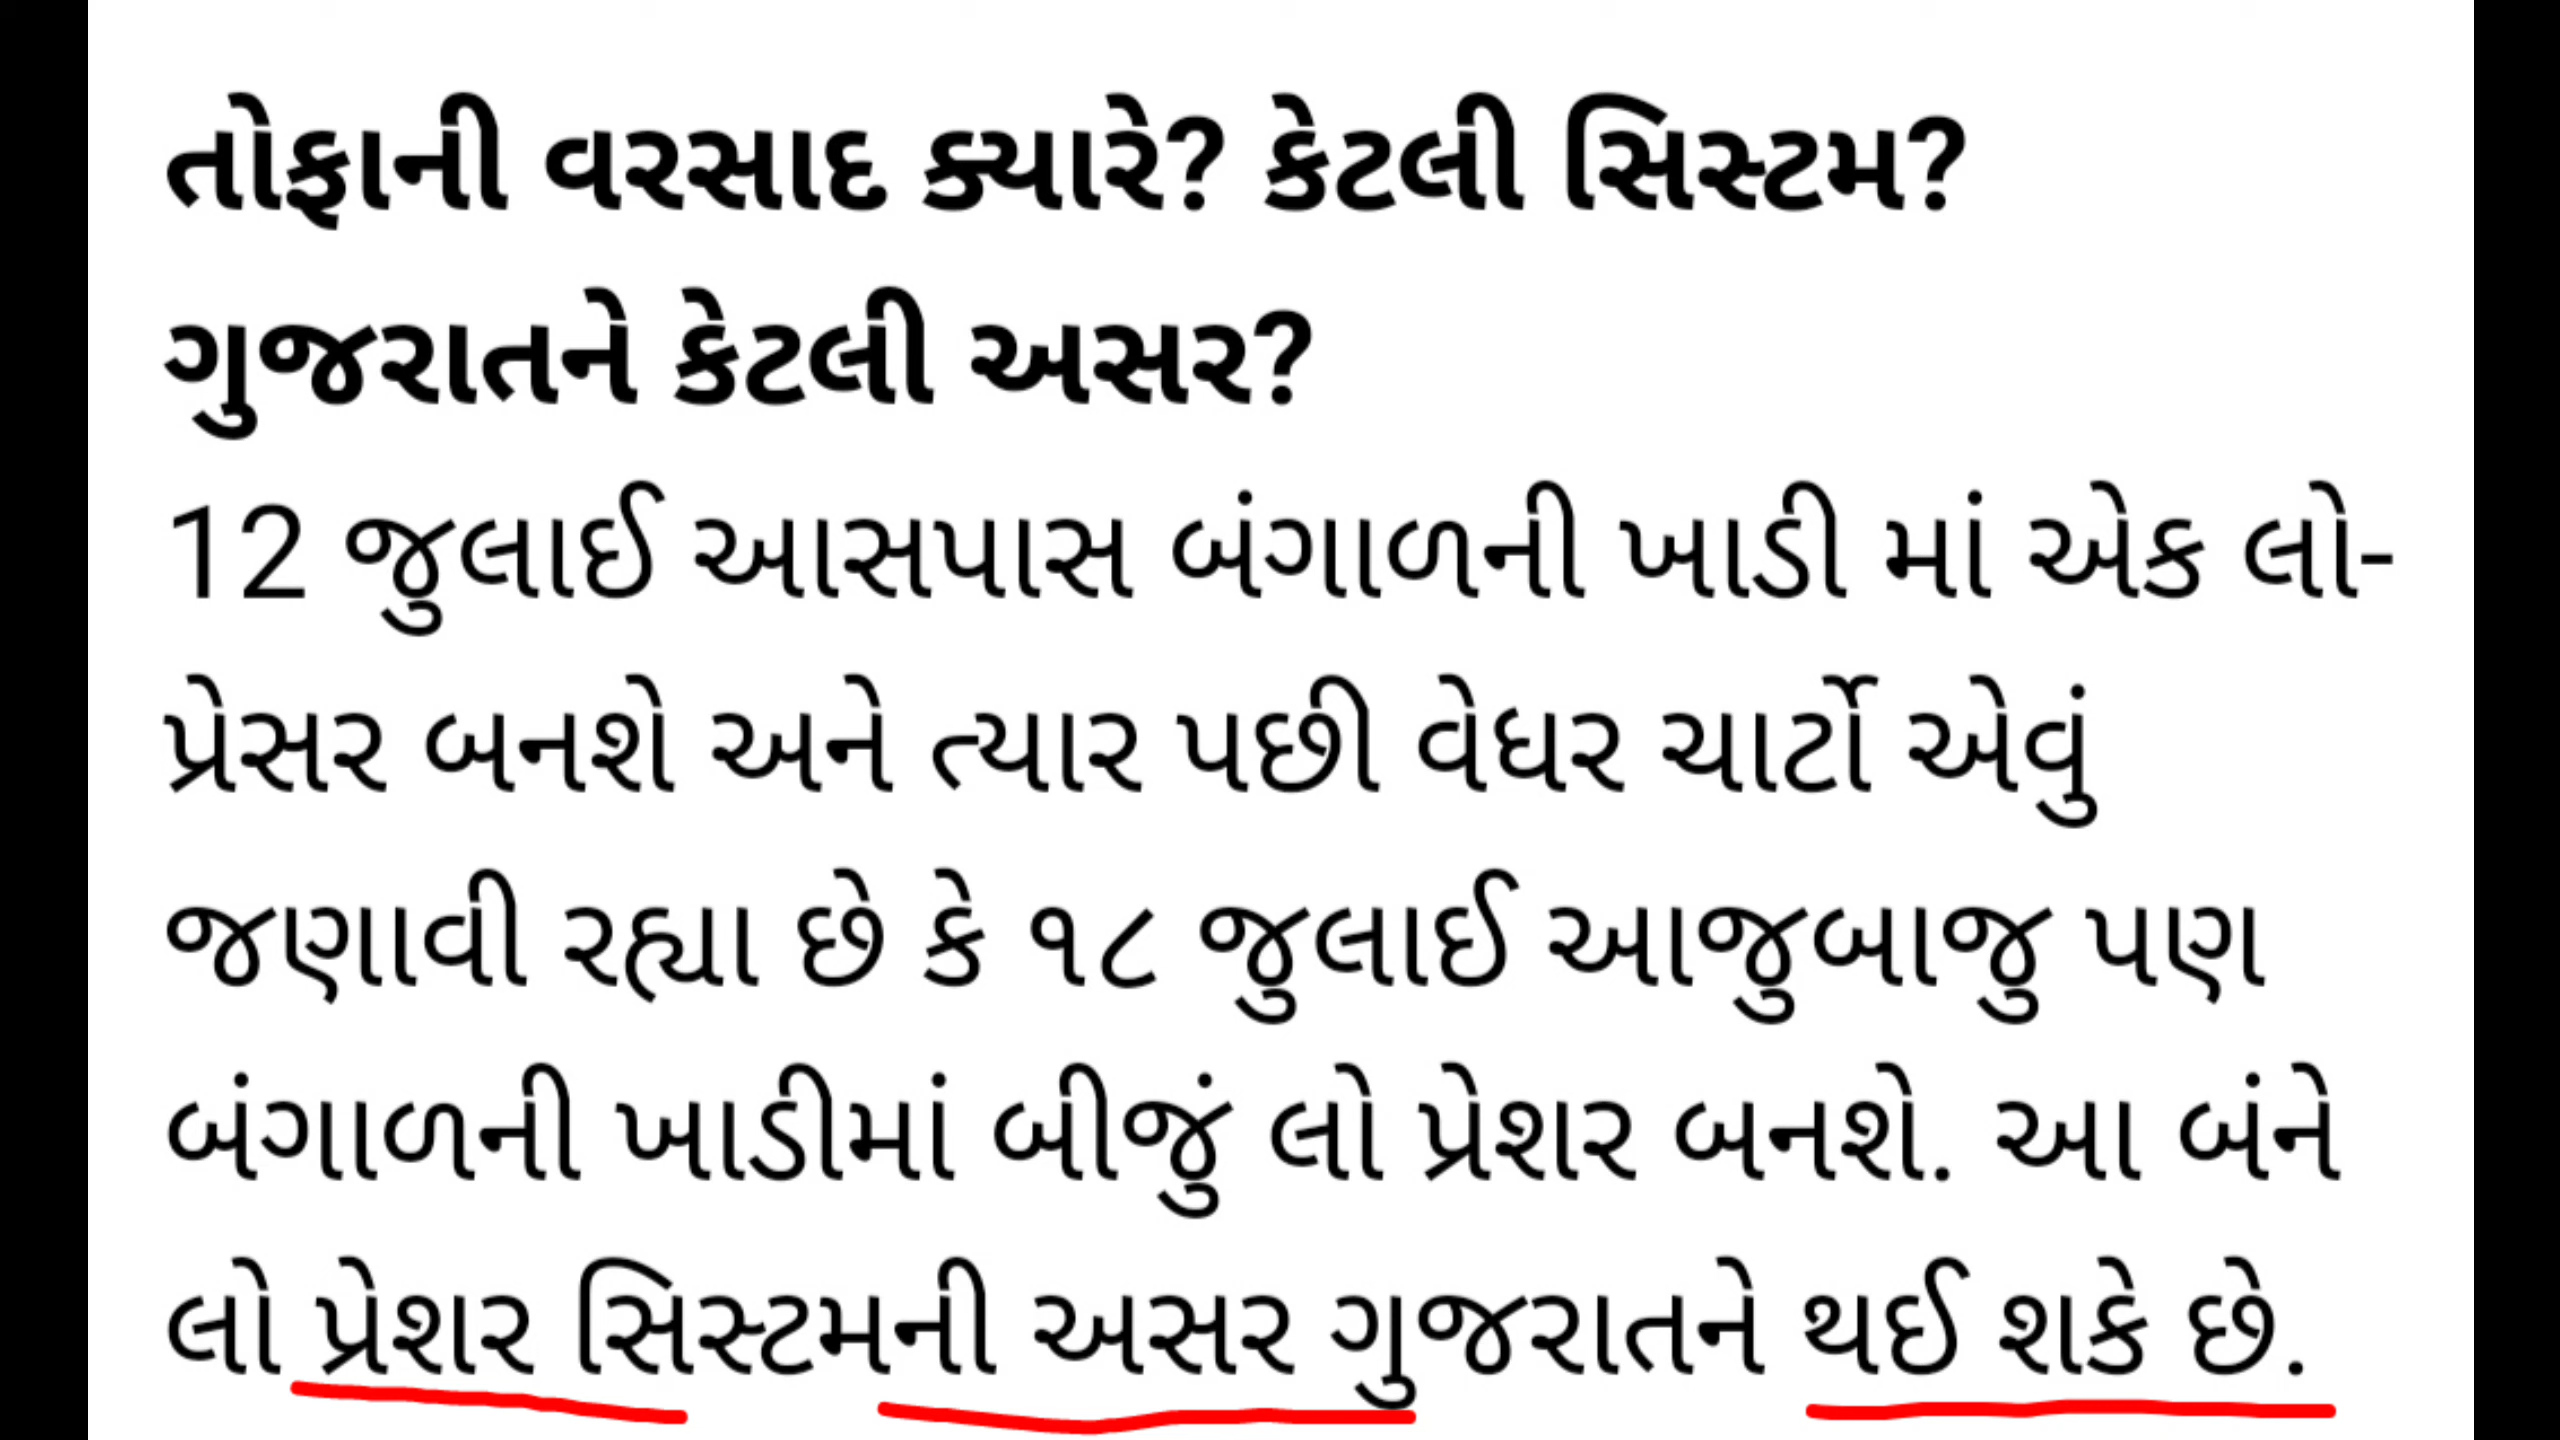 તોફાની વરસાદ ક્યારે? કેટલી સિસ્ટમ?
ગુજરાતને કેટલી અસર?
12 જુલાઈ આસપાસ બંગાળની ખાડી માં એક લો-
પ્રેસર બનશે અને ત્યાર પછી વેધર ચાર્ટો એવું
જણાવી રહ્યા છે કે ૧૮ જુલાઈ આજુબાજુ પણ
બંગાળની ખાડીમાં બીજું લો પ્રેશર બનશે. આ બંને
લો પ્રેશર સિસ્ટમની અસર ગુજરાતને થઈ શકે છે.